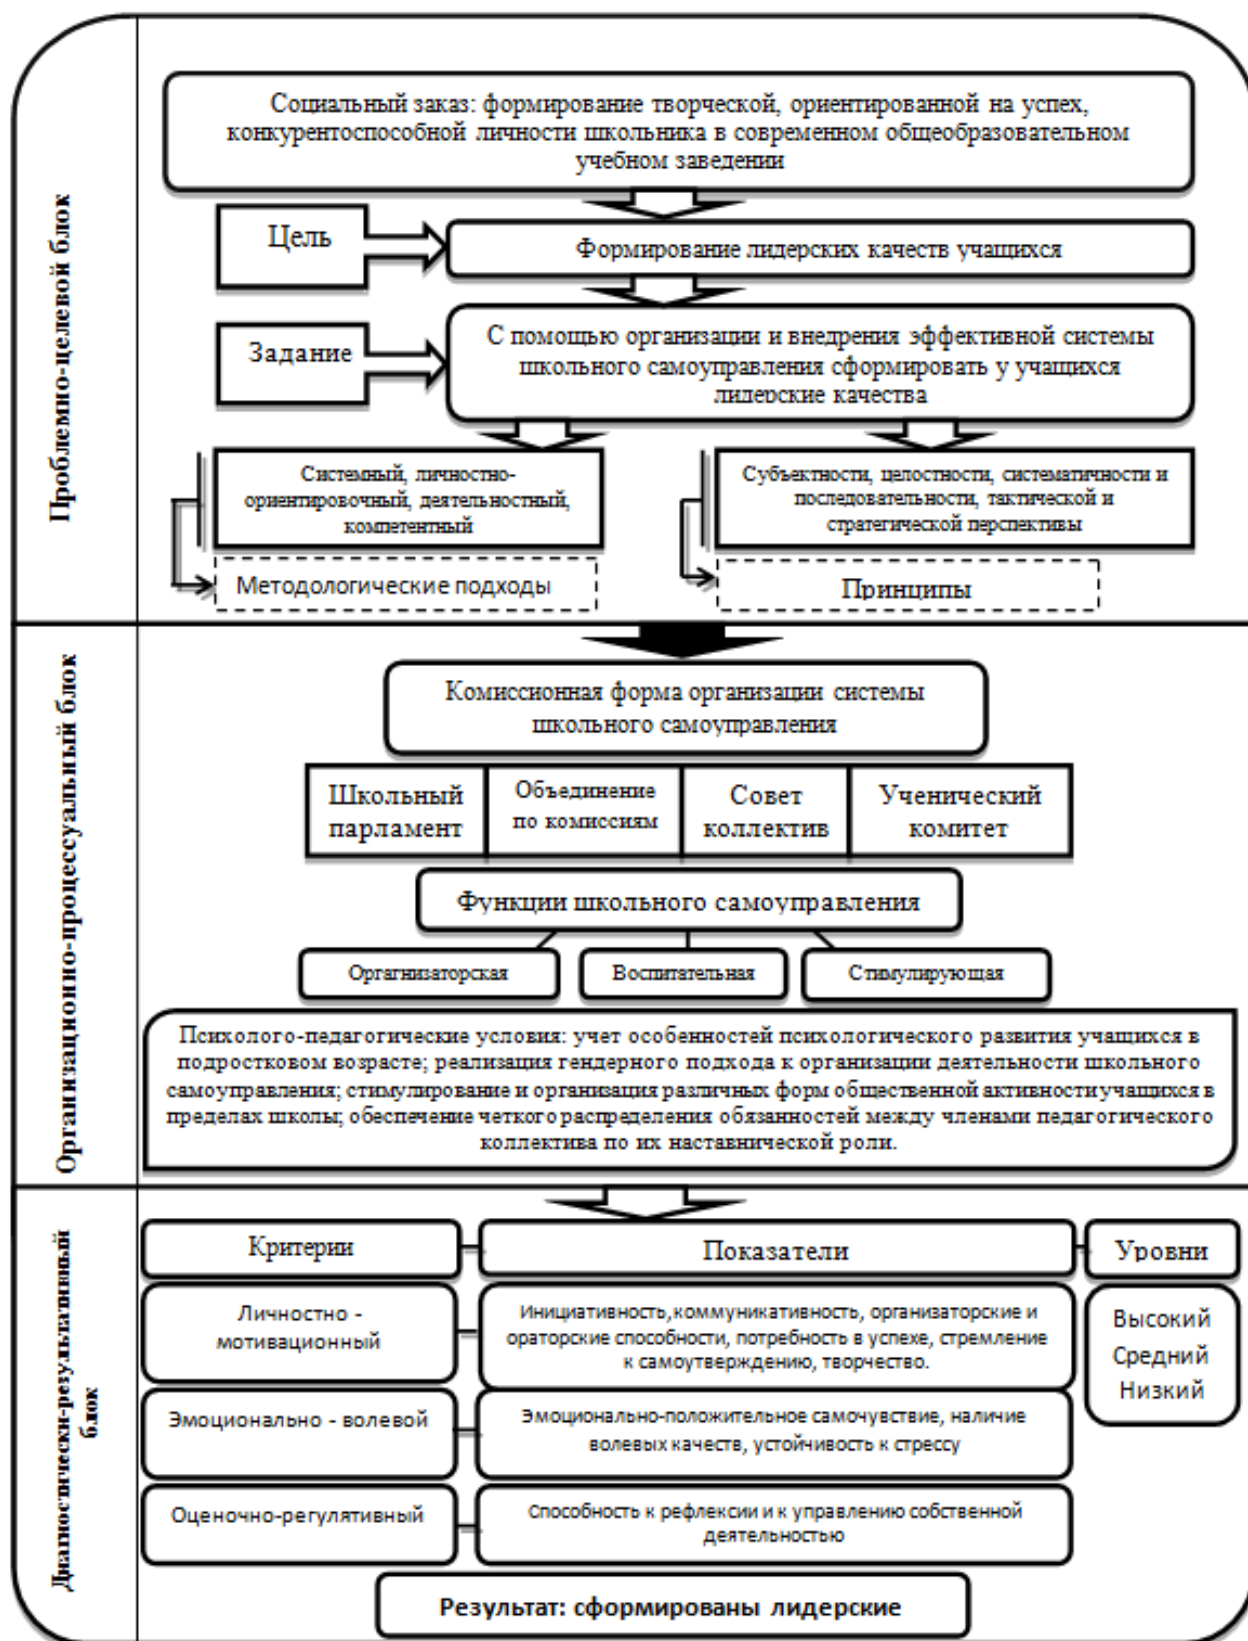 Проблемно-целевой блок
Социальный заказ: формирование творческой, ориентированной на успех,
конкурентоспособной личности школьника в современном общеобразовательном
учебном заведении
Цель
Формирование лидерских качеств учащихся
Задание
С помощью организации и внедрения эффективной системы
школьного самоуправления сформировать у учащихся
лидерские качества
Системный, личностно-
ориентировочный, деятельностный,
компетентный
Методологические подходы
Субъектности, целостности, систематичности и
последовательности, тактической и
стратегической перспективы
Принципы
Организационно-процессуальный блок
Комиссионная форма организации системы
школьного самоуправления
Школьный
парламент
Объединение
по комиссиям
Совет
коллектив
Ученический
комитет
Функции школьного самоуправления
Оргагнизаторская
Воспитательная
Стимулирующая
Психолого-педагогические условия: учет особенностей психологического развития учащихся в
подростковом возрасте; реализация гендерного подхода к организации деятельности школьного
самоуправления; стимулирование и организация различных форм общественной активности учащихся в
пределах школы; обеспечение четкого распределения обязанностей между членами педагогического
коллектива по их наставнической роли.
Диагностически-результативный
блок
Критерии
Показатели
Уровни
Личностно -
мотивационный
Инициативность, коммуникативность, организаторские и
ораторские способности, потребность в успехе, стремление
к самоутверждению, творчество.
Высокий
Средний
Низкий
Эмоционально - волевой
Эмоционально-положительное самочувствие, наличие
волевых качеств, устойчивость к стрессу
Оценочно-регулятивный
Способность к рефлексии и к управлению собственной
деятельностью
Результат: сформированы лидерские